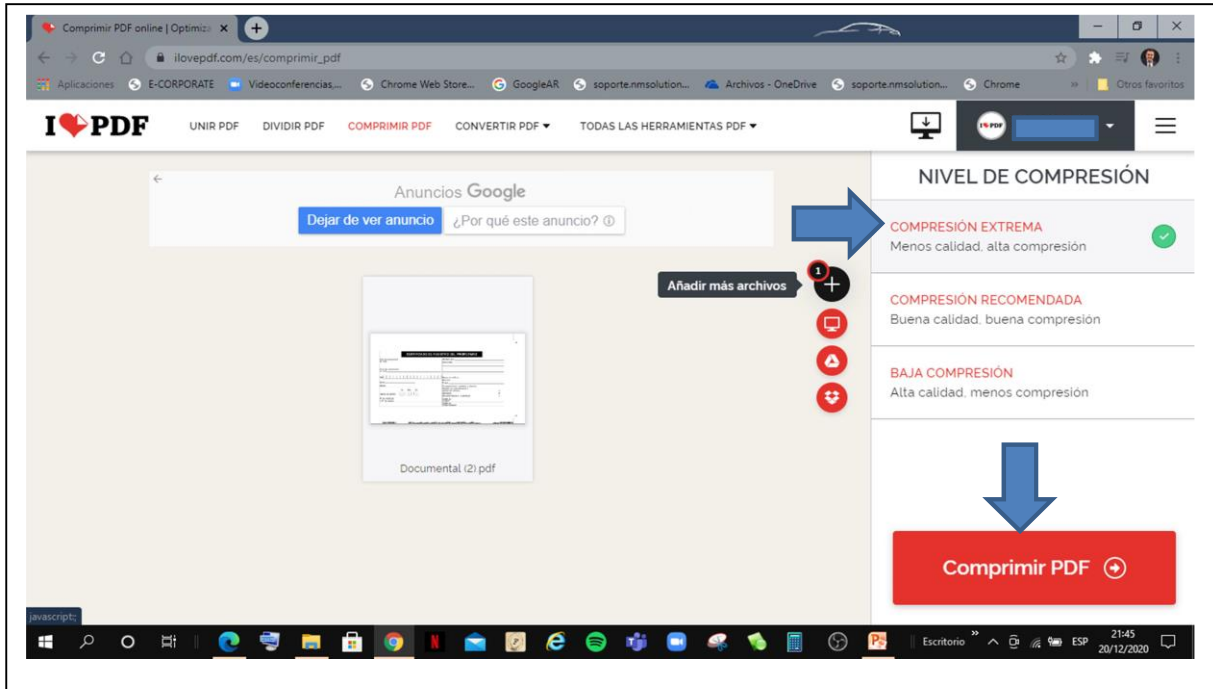 Comprimir PDF online | Optimiza
ilovepdf.com/es/comprimir_pdf
Aplicaciones E-CORPORATE Videoconferencias,... Chrome Web Store... GoogleAR soporte.nmsolution... Archivos - OneDrive soporte.nmsolution... Chrome » Otros favoritos
I PDF UNIR PDF DIVIDIR PDF COMPRIMIR PDF CONVERTIR PDF TODAS LAS HERRAMIENTAS PDF I PDF
Anuncios Google
Dejar de ver anuncio ¿Por qué este anuncio?
Añadir más archivos 1
Documental (2).pdf
NIVEL DE COMPRESIÓN
COMPRESIÓN EXTREMA
Menos calidad, alta compresión
COMPRESIÓN RECOMENDADA
Buena calidad, buena compresión
BAJA COMPRESIÓN
Alta calidad, menos compresión
Comprimir PDF
javascript:;
Escritorio » ESP 21:45
20/12/2020